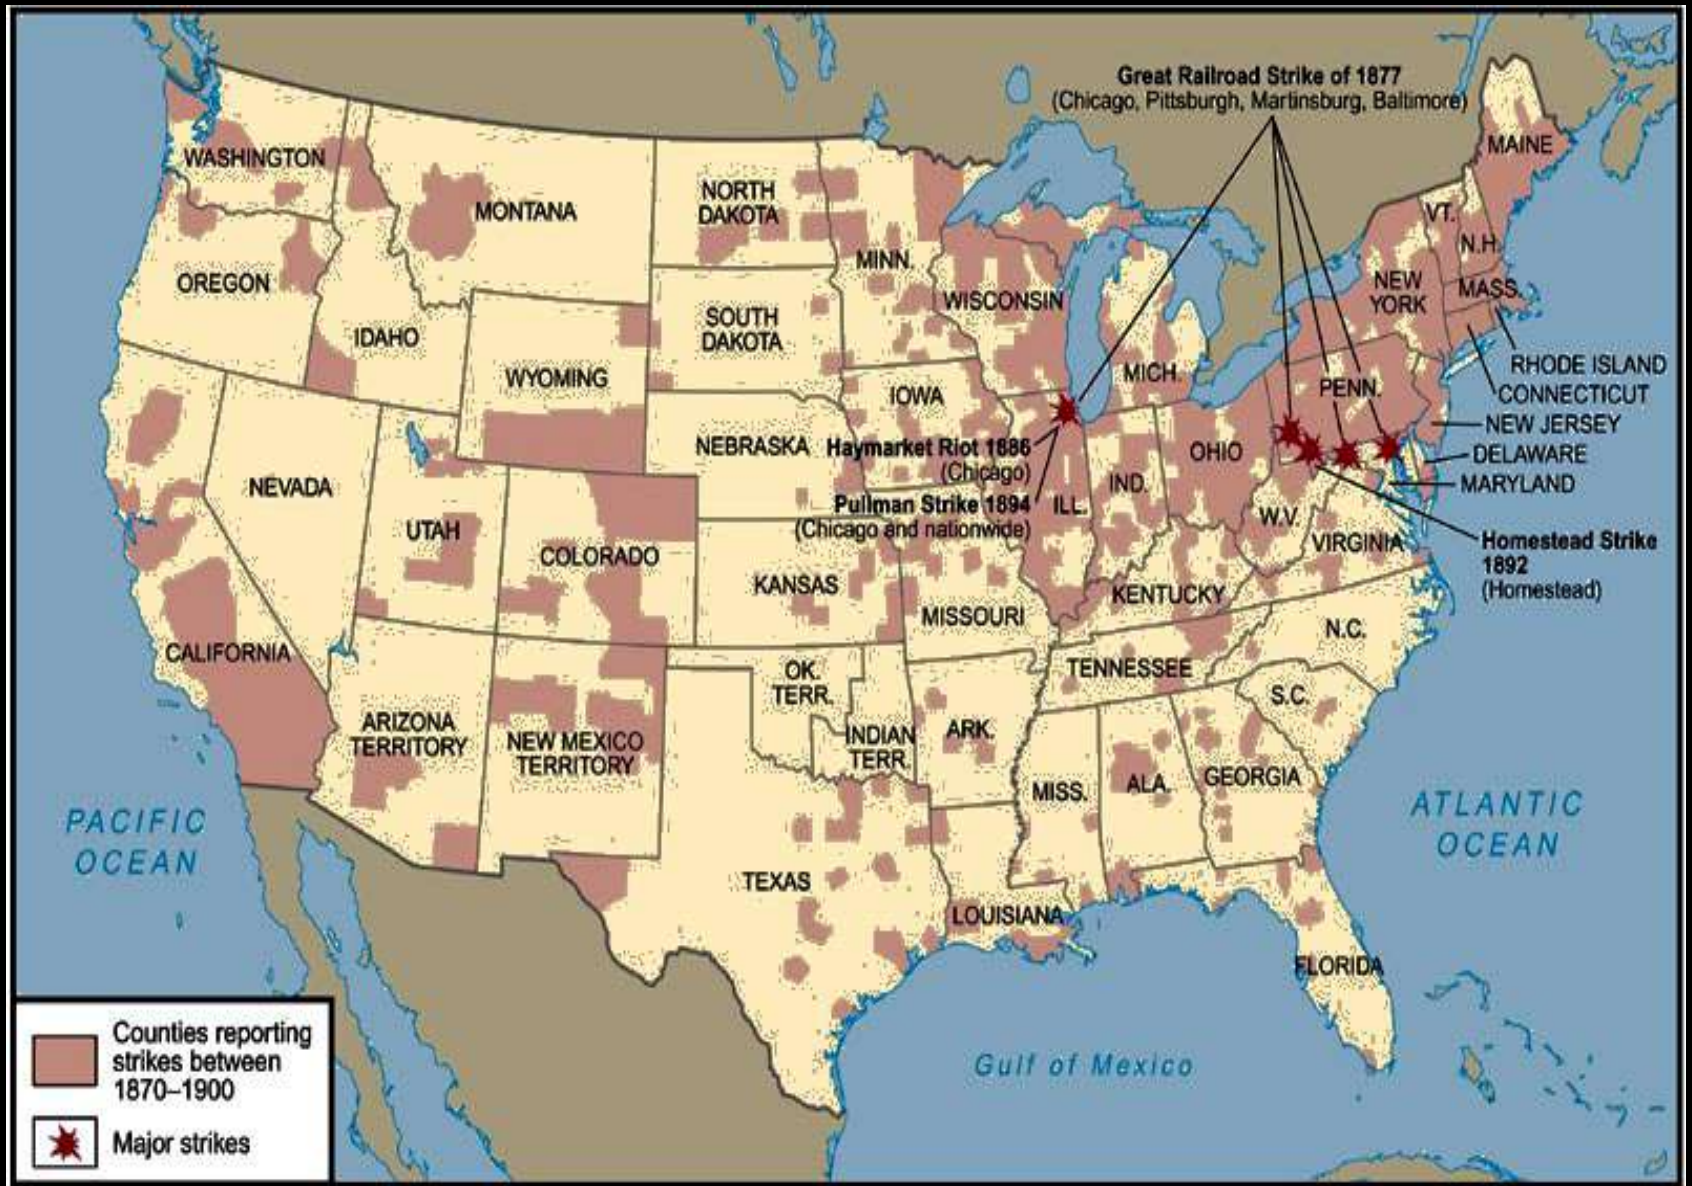 Great Railroad Strike of 1877
(Chicago, Pittsburgh, Martinsburg, Baltimore)
MAINE
WASHINGTON
MONTANA
NORTH
DAKOTA
MINN.
VT.
N.H.
OREGON
IDAHO
SOUTH
DAKOTA
WISCONSIN
NEW
YORK
MASS.
WYOMING
IOWA
MICH.
PENN.
RHODE ISLAND
CONNECTICUT
NEW JERSEY
DELAWARE
MARYLAND
NEBRASKA
Haymarket Riot 1886
(Chicago)
Pullman Strike 1894
(Chicago and nationwide)
ILL.
IND.
OHIO
W.V.
VIRGINIA
Homestead Strike
1892
(Homestead)
NEVADA
UTAH
COLORADO
KANSAS
MISSOURI
KENTUCKY
CALIFORNIA
N.C.
TENNESSEE
S.C.
ARIZONA
TERRITORY
NEW MEXICO
TERRITORY
OK.
TERR.
INDIAN
TERR.
ARK.
MISS.
ALA.
GEORGIA
PACIFIC
OCEAN
ATLANTIC
OCEAN
TEXAS
LOUISIANA
FLORIDA
Gulf of Mexico
Counties reporting
strikes between
1870–1900
Major strikes